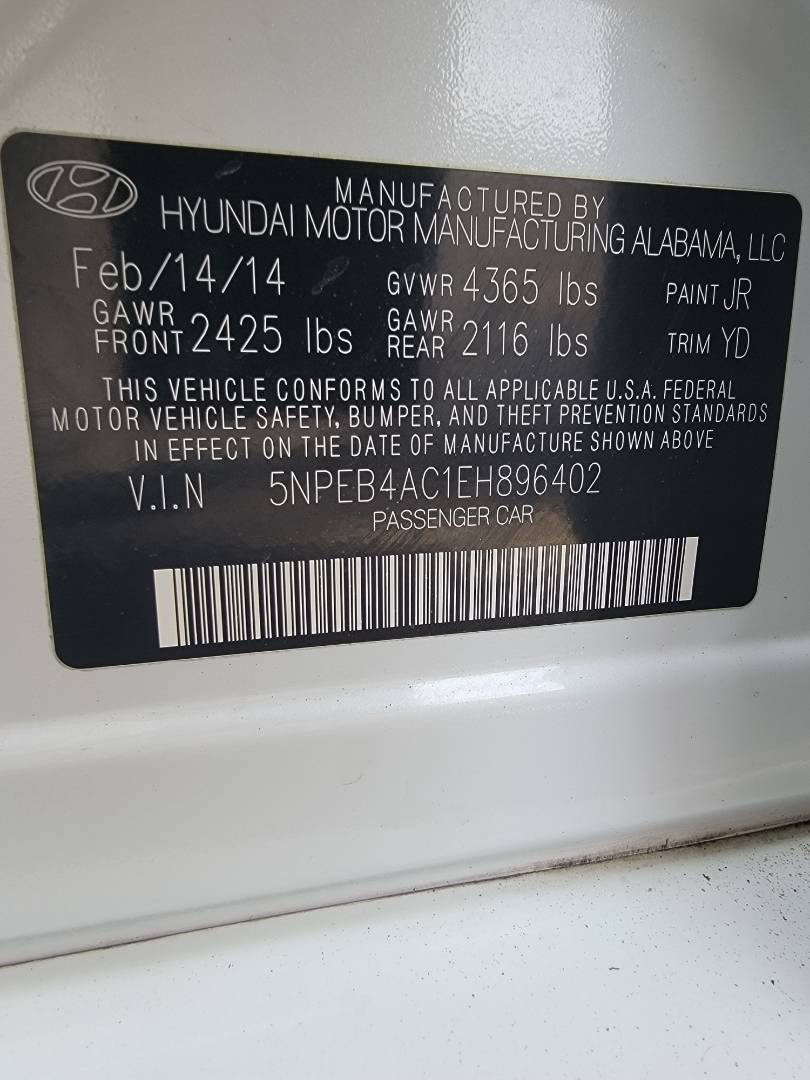 MANUFACTURED BY
HYUNDAI MOTOR MANUFACTURING ALABAMA, LLC
Feb/14/14 GVWR 4365 lbs PAINT JR
GAWR FRONT 2425 lbs GAWR REAR 2116 lbs TRIM YD
THIS VEHICLE CONFORMS TO ALL APPLICABLE U.S.A. FEDERAL
MOTOR VEHICLE SAFETY, BUMPER, AND THEFT PREVENTION STANDARDS
IN EFFECT ON THE DATE OF MANUFACTURE SHOWN ABOVE
V.I.N 5NPEB4AC1EH896402
PASSENGER CAR